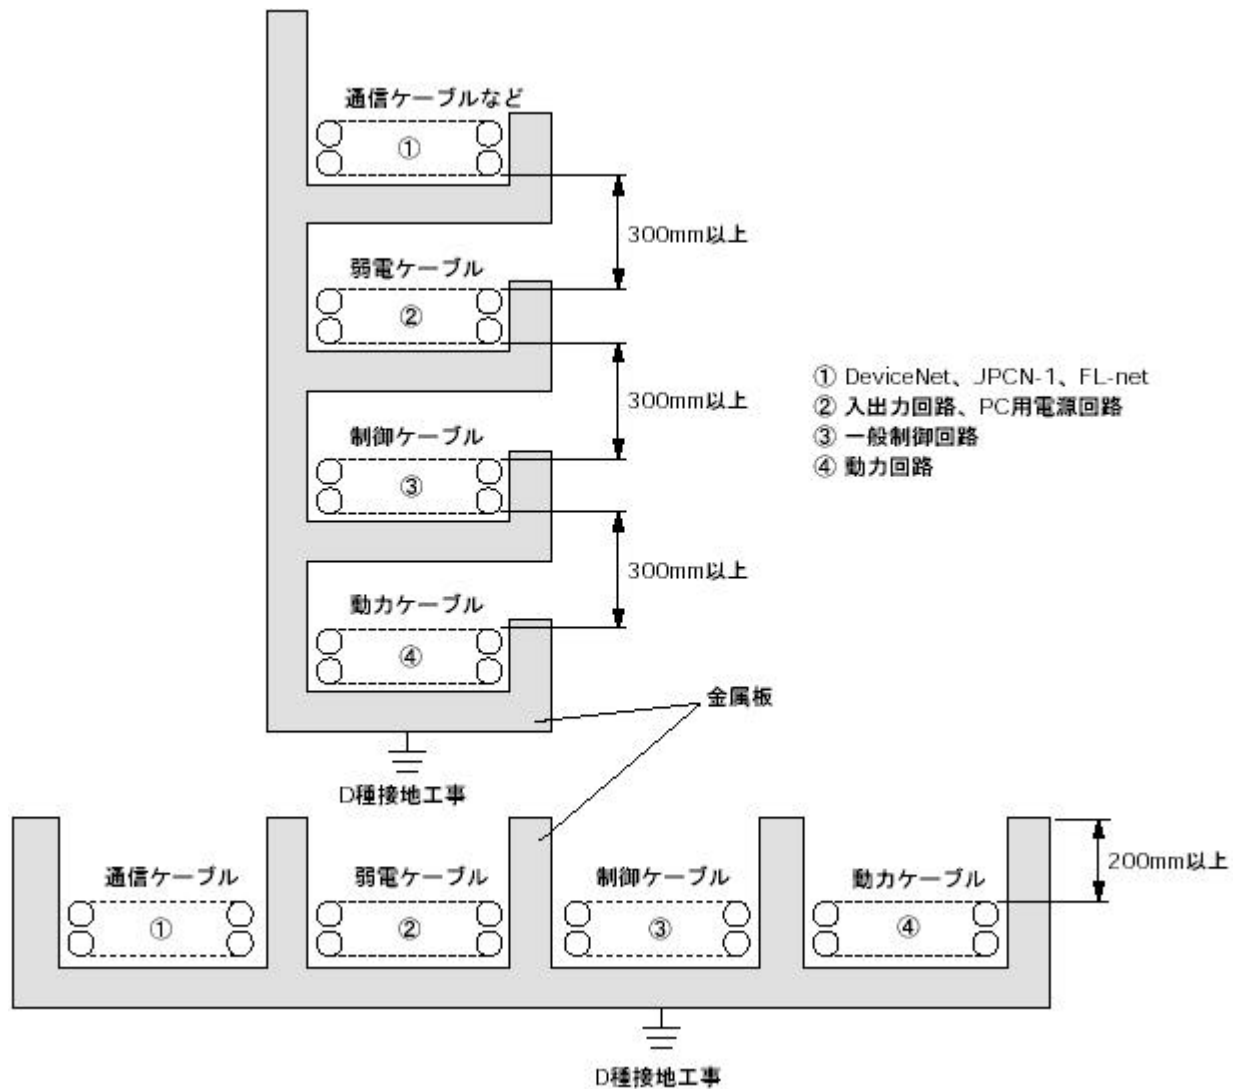 通信ケーブルなど
①
300mm以上
弱電ケーブル
②
300mm以上
制御ケーブル
③
300mm以上
動力ケーブル
④
① DeviceNet、JPCN-1、FL-net
② 入出力回路、PC用電源回路
③ 一般制御回路
④ 動力回路
金属板
D種接地工事
通信ケーブル
①
弱電ケーブル
②
制御ケーブル
③
動力ケーブル
④
200mm以上
D種接地工事